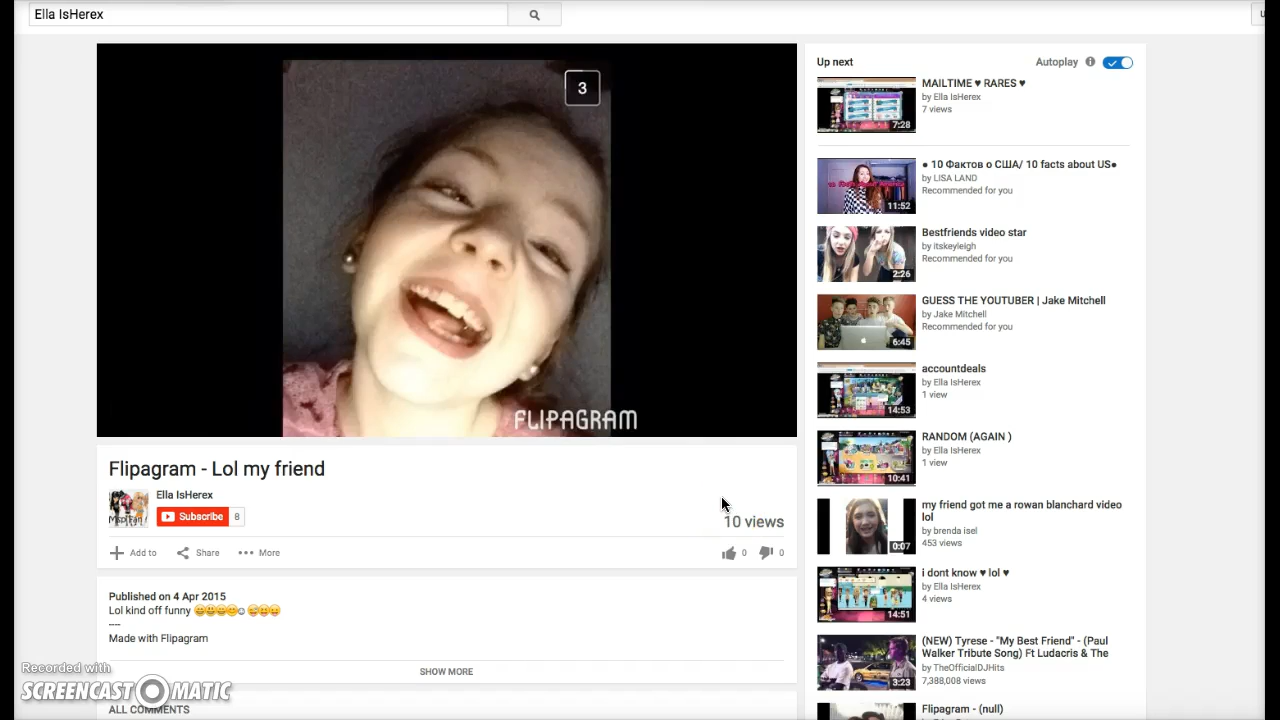 Ella IsHerex
3
FLIPAGRAM
Flipagram - Lol my friend
Ella IsHerex
Subscribe 8
10 views
Add to Share More
0 0
Published on 4 Apr 2015
Lol kind off funny 
----
Made with Flipagram
SHOW MORE
ALL COMMENTS
Recorded with
SCREENCAST-O-MATIC
Up next
Autoplay
MAILTIME ♥ RARES ♥
by Ella IsHerex
7 views
7:28
● 10 Фактов о США/ 10 facts about US●
by LISA LAND
Recommended for you
11:52
Bestfriends video star
by itskeyleigh
Recommended for you
2:26
GUESS THE YOUTUBER | Jake Mitchell
by Jake Mitchell
Recommended for you
6:45
accountdeals
by Ella IsHerex
1 view
14:53
RANDOM (AGAIN )
by Ella IsHerex
1 view
10:41
my friend got me a rowan blanchard video
lol
by brenda isel
453 views
0:07
i dont know ♥ lol ♥
by Ella IsHerex
4 views
14:51
(NEW) Tyrese - "My Best Friend" - (Paul
Walker Tribute Song) Ft Ludacris & The
by TheOfficialDJHits
7,388,008 views
3:23
Flipagram - (null)